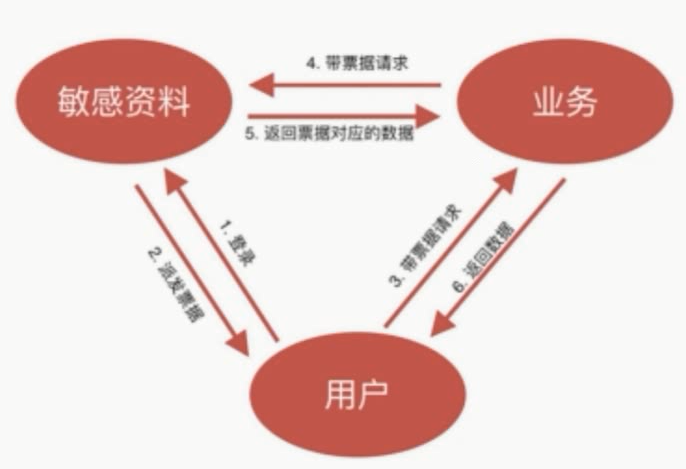 4. 带票据请求
敏感资料
业务
5. 返回票据对应的数据
1. 登录
2. 派发票据
3. 带票据请求
6. 返回数据
用户